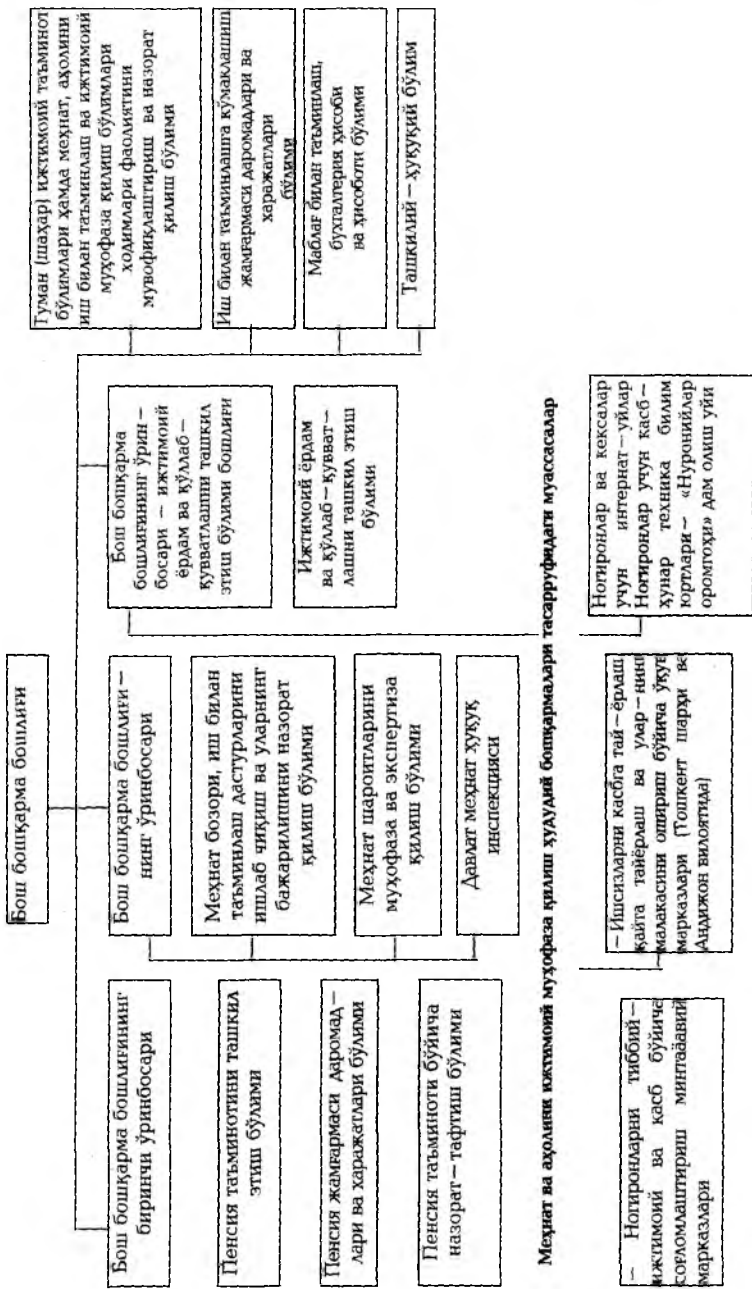 Бош бошқарма бошлиғи
Бош бошқарма бошлиғининг
биринчи ўринбосари
Пенсия таъминотини ташкил
этиш бўлими
Пенсия жамғармаси даромад—
лари ва харажатлари бўлими
Пенсия таъминоти бўйича
назорат—тафтиш бўлими
Бош бошқарма бошлиғи—
нинг ўринбосари
Меҳнат бозори, иш билан
таъминлаш дастурларини
ишлаб чиқиш ва уларнинг
бажарилишини назорат
қилиш бўлими
Меҳнат шароитларини
муҳофаза ва экспертиза
қилиш бўлими
Давлат меҳнат ҳуқуқ
инспекцияси
Бош бошқарма
бошлиғининг ўрин—
босари — ижтимоий
ёрдам ва қўллаб—
қувватлашни ташкил
этиш бўлими бошлиғи
Ижтимоий ёрдам
ва қўллаб—қувват—
лашни ташкил этиш
бўлими
Туман (шаҳар) ижтимоий таъминот
бўлимлари ҳамда меҳнат, аҳолини
иш билан таъминлаш ва ижтимоий
муҳофаза қилиш бўлимлари
ходимлари фаолиятини
мувофиқлаштириш ва назорат
қилиш бўлими
Иш билан таъминлашга кўмаклашиш
жамғармаси даромадлари ва
харажатлари
бўлими
Маблағ билан таъминлаш,
бухгалтерия ҳисоби
ва ҳисоботи бўлими
Ташкилий—ҳуқуқий бўлим
Меҳнат ва аҳолини ижтимоий муҳофаза қилиш ҳудудий бошқармалари тасарруфидаги муассасалар
— Ногиронларни тиббий—
ижтимоий ва касб бўйича
соғломлаштириш минтақавий
марказлари
— Ишсизларни касбга тай—ёрлаш,
қайта тайёрлаш ва улар—нинг
малакасини ошириш бўйича ўқув
марказлари (Тошкент шарҳи ва
Андижон вилоятида)
Ногиронлар ва кексалар
учун интернат—уйлар
Ногиронлар учун касб—
ҳунар техника билим
юртлари— «Нуронийлар
оромгоҳи» дам олиш уйи